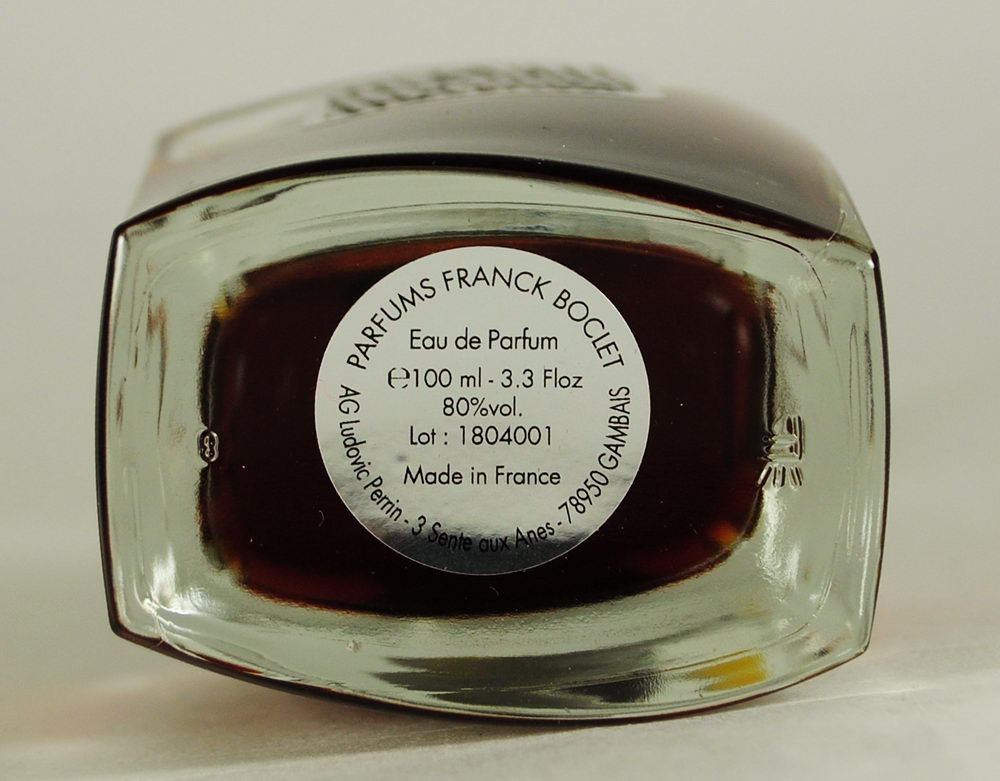 PARFUMS FRANCK BOCLET
Eau de Parfum
℮100 ml - 3.3 Floz
80%vol.
Lot : 1804001
Made in France
AG Ludovic Perrin - 3 Sente aux Anes - 78950 GAMBAIS